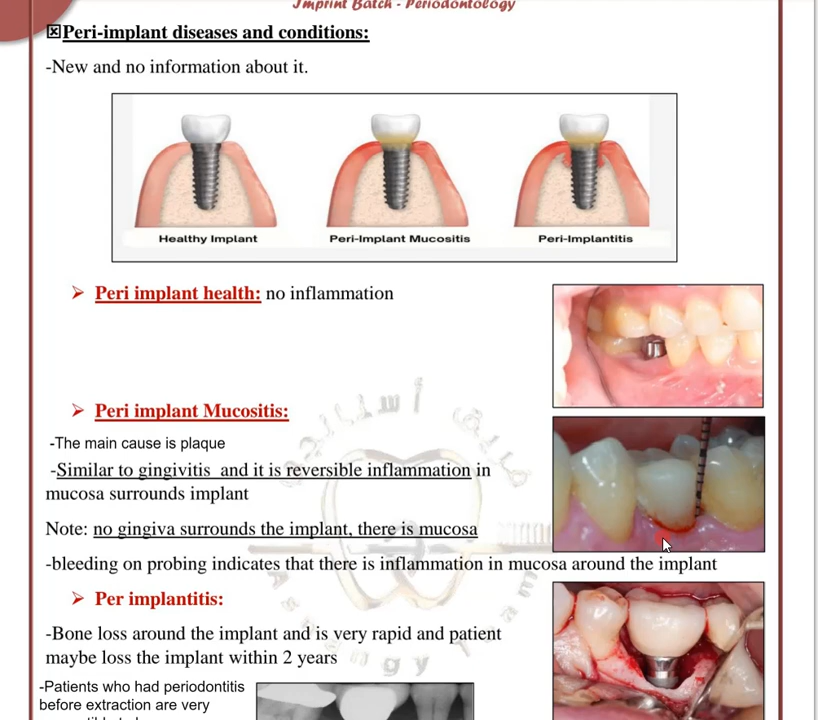 Imprint Batch - Periodontology
☒Peri-implant diseases and conditions:
-New and no information about it.
Healthy Implant Peri-Implant Mucositis Peri-Implantitis
➢ Peri implant health: no inflammation
➢ Peri implant Mucositis:
-The main cause is plaque
-Similar to gingivitis and it is reversible inflammation in
mucosa surrounds implant
Note: no gingiva surrounds the implant, there is mucosa
-bleeding on probing indicates that there is inflammation in mucosa around the implant
➢ Per implantitis:
-Bone loss around the implant and is very rapid and patient
maybe loss the implant within 2 years
-Patients who had periodontitis
before extraction are very